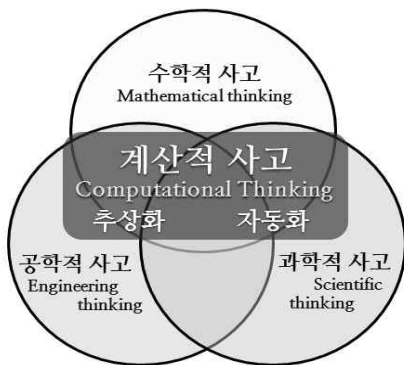 수학적 사고
Mathematical thinking
계산적 사고
Computational Thinking
추상화 자동화
공학적 사고
Engineering
thinking
과학적 사고
Scientific
thinking